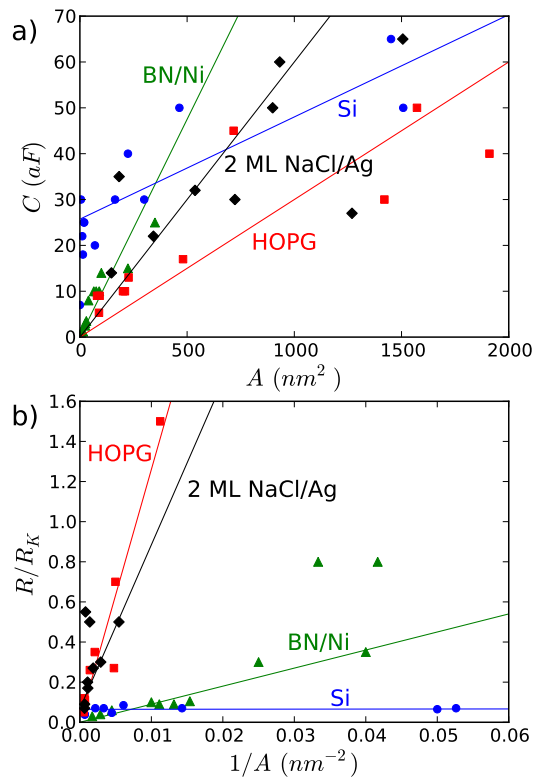 a)
70
60
50
40
30
20
10
0
C (aF)
BN/Ni
Si
2 ML NaCl/Ag
HOPG
0
500
1000
1500
2000
A (nm²)
b)
1.6
1.4
1.2
1.0
0.8
0.6
0.4
0.2
0.0
R/R_K
HOPG
2 ML NaCl/Ag
BN/Ni
Si
0.00
0.01
0.02
0.03
0.04
0.05
0.06
1/A (nm⁻²)